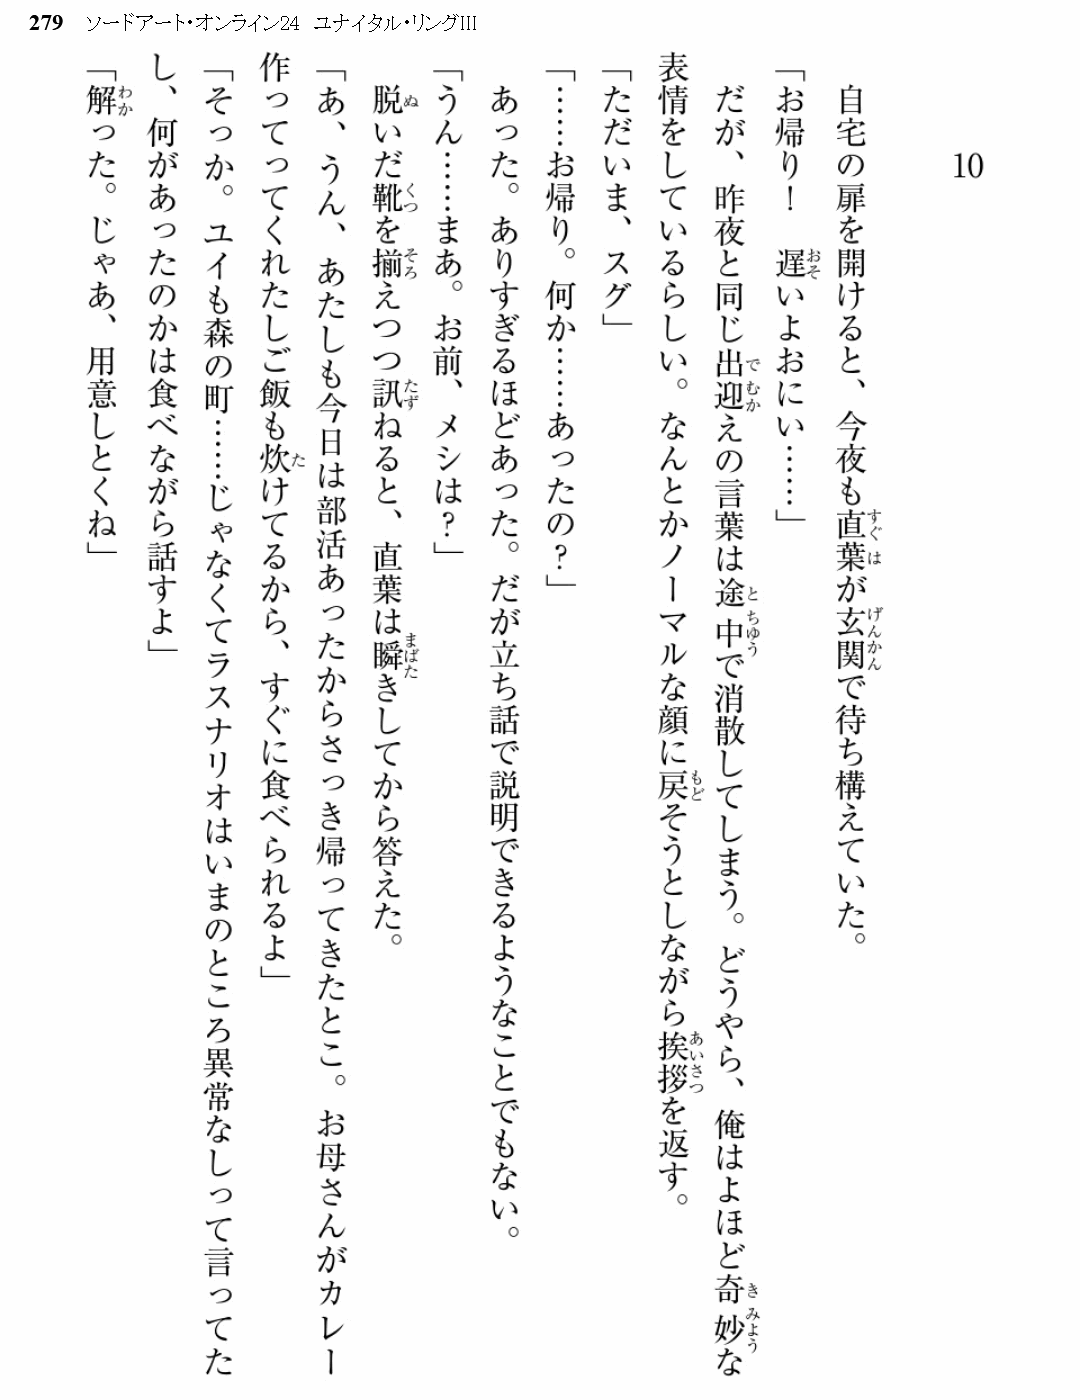 279 ソードアート・オンライン24 ユナイタル・リングIII
10
自宅の扉を開けると、今夜も直葉が玄関で待ち構えていた。
「お帰り！　遅いよおにい……」
だが、昨夜と同じ出迎えの言葉は途中で消散してしまう。どうやら、俺はよほど奇妙な
表情をしているらしい。なんとかノーマルな顔に戻そうとしながら挨拶を返す。
「ただいま、スグ」
「……お帰り。何か……あったの？」
あった。ありすぎるほどあった。だが立ち話で説明できるようなことでもない。
「うん……まあ。お前、メシは？」
脱いだ靴を揃えつつ訊ねると、直葉は瞬きしてから答えた。
「あ、うん、あたしも今日は部活あったからさっき帰ってきたとこ。お母さんがカレー
作ってってくれたしご飯も炊けてるから、すぐに食べられるよ」
「そっか。ユイも森の町……じゃなくてラスナリオはいまのところ異常なしって言ってた
し、何があったのかは食べながら話すよ」
「解った。じゃあ、用意しとくね」